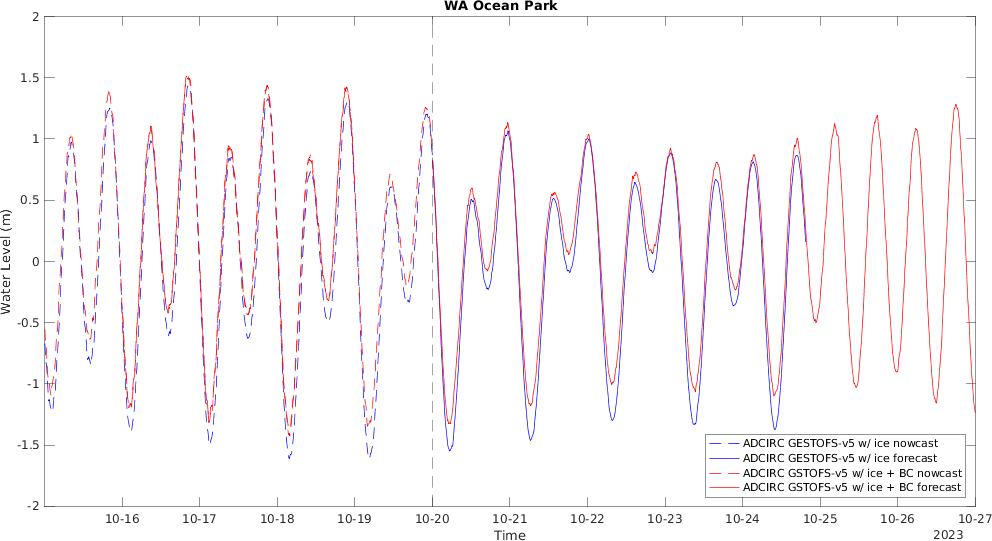 WA Ocean Park
2
1.5
1
0.5
0
-0.5
-1
-1.5
-2
Water Level (m)
10-16 10-17 10-18 10-19 10-20 10-21 10-22 10-23 10-24 10-25 10-26 10-27
Time
2023
ADCIRC GESTOFS-v5 w/ ice nowcast
ADCIRC GESTOFS-v5 w/ ice forecast
ADCIRC GSTOFS-v5 w/ ice + BC nowcast
ADCIRC GSTOFS-v5 w/ ice + BC forecast